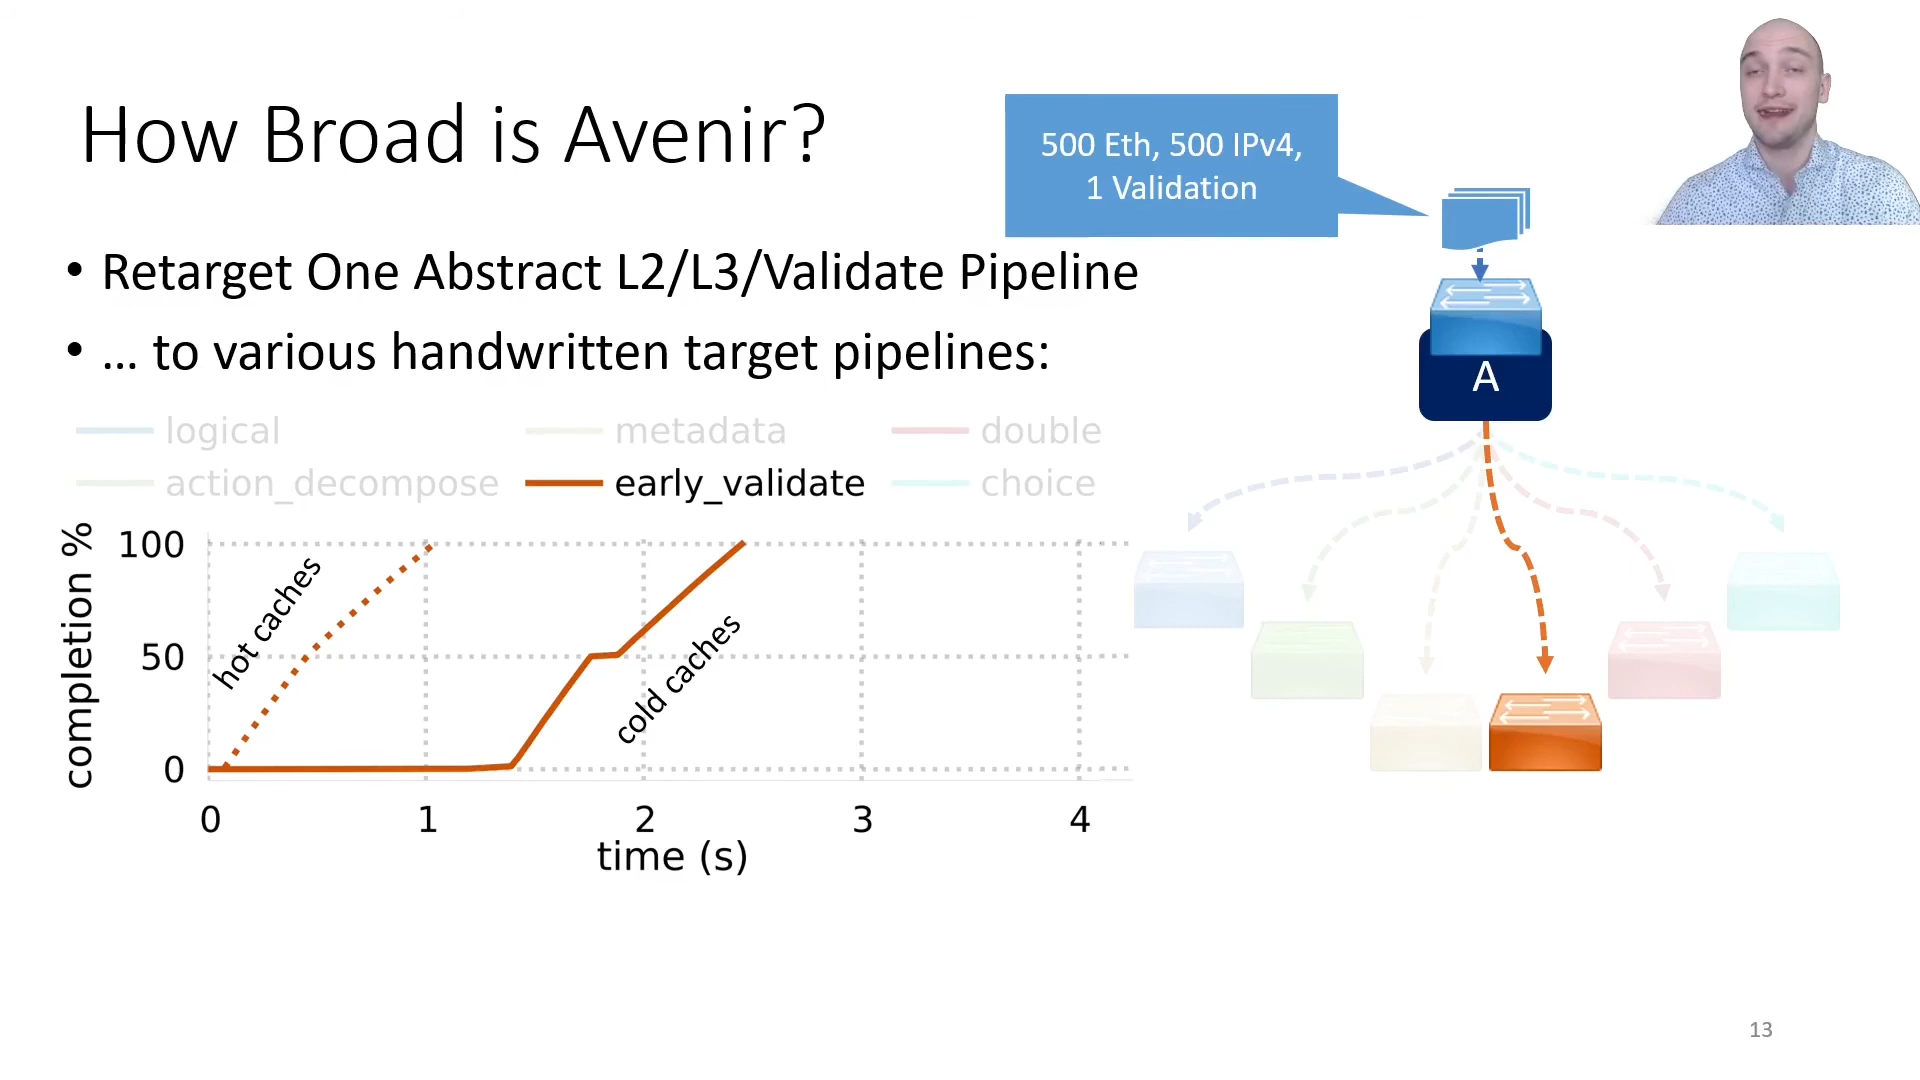 How Broad is Avenir?
500 Eth, 500 IPv4,
1 Validation
• Retarget One Abstract L2/L3/Validate Pipeline
• … to various handwritten target pipelines:
A
logical
metadata
double
action_decompose
early_validate
choice
completion %
100
50
0
hot caches
cold caches
0 1 2 3 4
time (s)
13